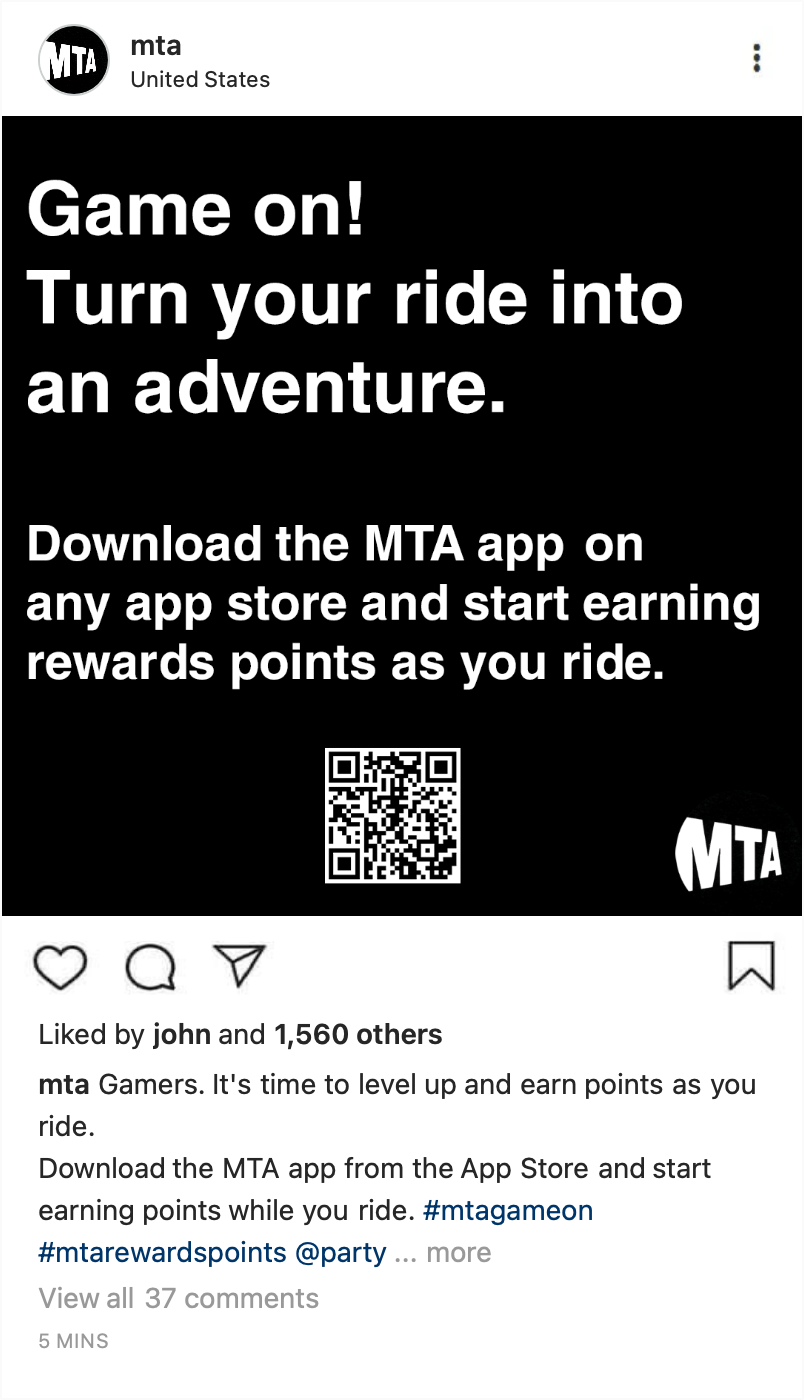 MTA
mta
United States
Game on!
Turn your ride into
an adventure.
Download the MTA app on
any app store and start earning
rewards points as you ride.
MTA
Liked by john and 1,560 others
mta Gamers. It's time to level up and earn points as you
ride.
Download the MTA app from the App Store and start
earning points while you ride. #mtagameon
#mtarewardspoints @party ... more
View all 37 comments
5 MINS